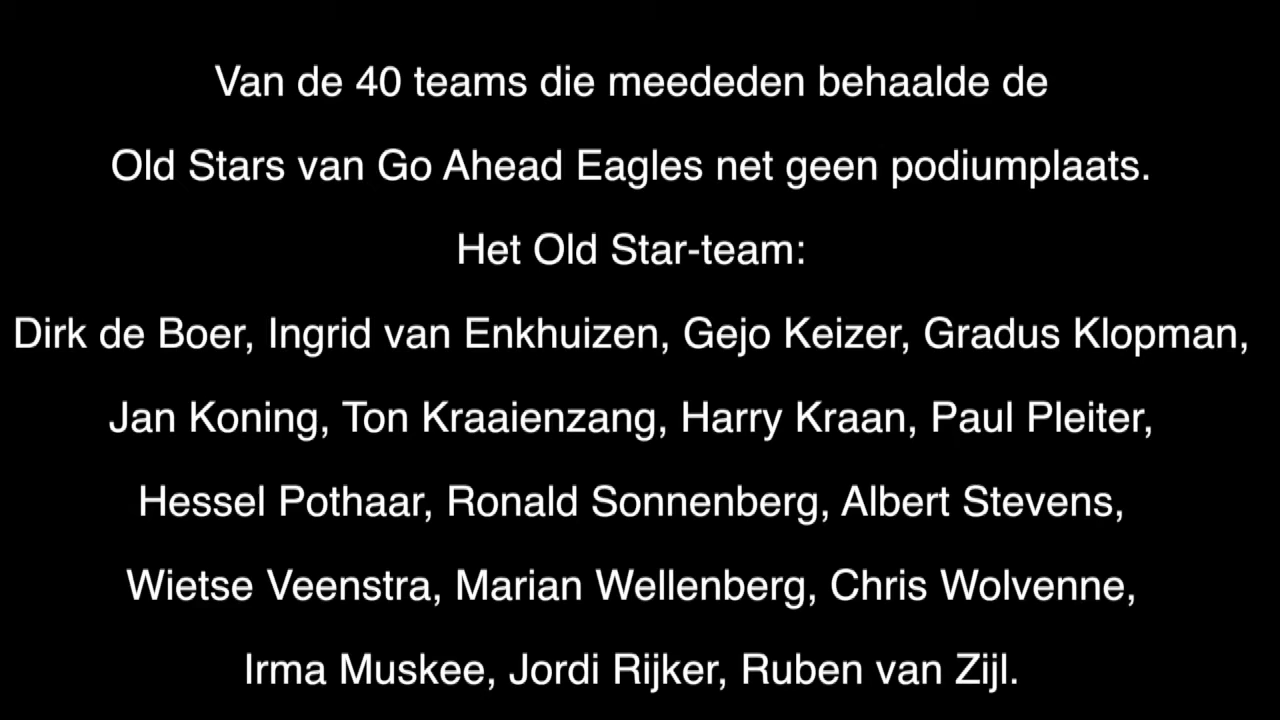 Van de 40 teams die meededen behaalde de
Old Stars van Go Ahead Eagles net geen podiumplaats.
Het Old Star-team:
Dirk de Boer, Ingrid van Enkhuizen, Gejo Keizer, Gradus Klopman,
Jan Koning, Ton Kraaienzang, Harry Kraan, Paul Pleiter,
Hessel Pothaar, Ronald Sonnenberg, Albert Stevens,
Wietse Veenstra, Marian Wellenberg, Chris Wolvenne,
Irma Muskee, Jordi Rijker, Ruben van Zijl.